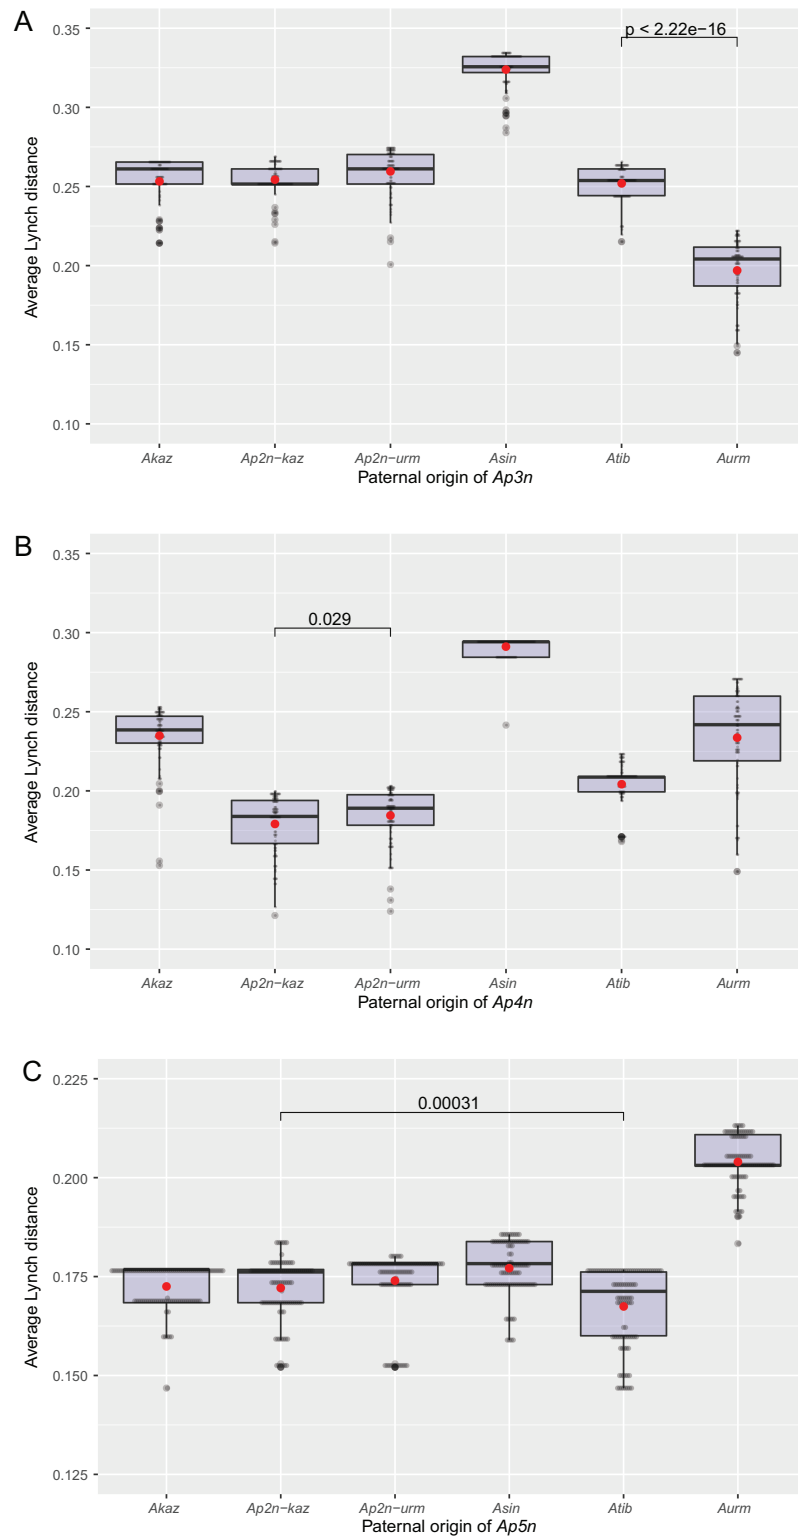 A
0.35
p < 2.22e−16
0.30
0.25
0.20
0.15
0.10
Average Lynch distance
Akaz Ap2n−kaz Ap2n−urm Asin Atib Aurm
Paternal origin of Ap3n
B
0.35
0.30
0.029
0.25
0.20
0.15
0.10
Average Lynch distance
Akaz Ap2n−kaz Ap2n−urm Asin Atib Aurm
Paternal origin of Ap4n
C
0.225
0.00031
0.200
0.175
0.150
0.125
Average Lynch distance
Akaz Ap2n−kaz Ap2n−urm Asin Atib Aurm
Paternal origin of Ap5n